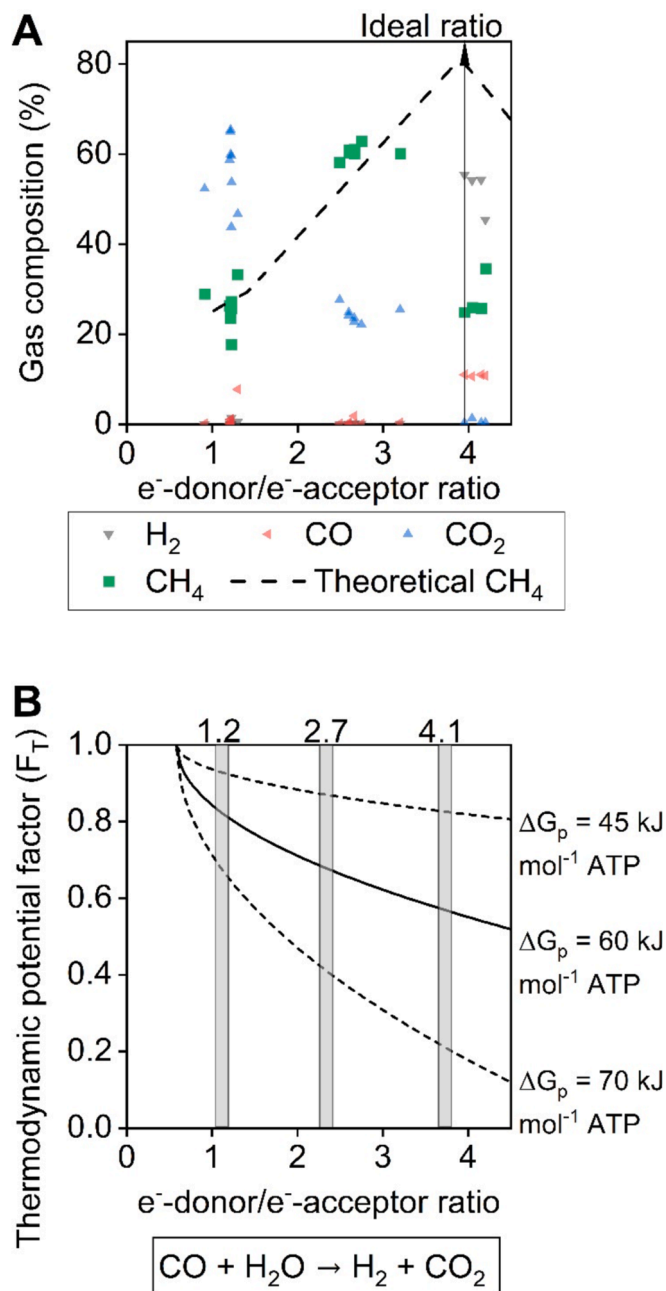 A
Ideal ratio
80
60
40
20
0
Gas composition (%)
0 1 2 3 4
e⁻-donor/e⁻-acceptor ratio
H₂ CO CO₂
CH₄ Theoretical CH₄
B
1.2 2.7 4.1
1.0
0.8
0.6
0.4
0.2
0.0
Thermodynamic potential factor (F_T)
ΔG_p = 45 kJ
mol⁻¹ ATP
ΔG_p = 60 kJ
mol⁻¹ ATP
ΔG_p = 70 kJ
mol⁻¹ ATP
0 1 2 3 4
e⁻-donor/e⁻-acceptor ratio
CO + H₂O → H₂ + CO₂